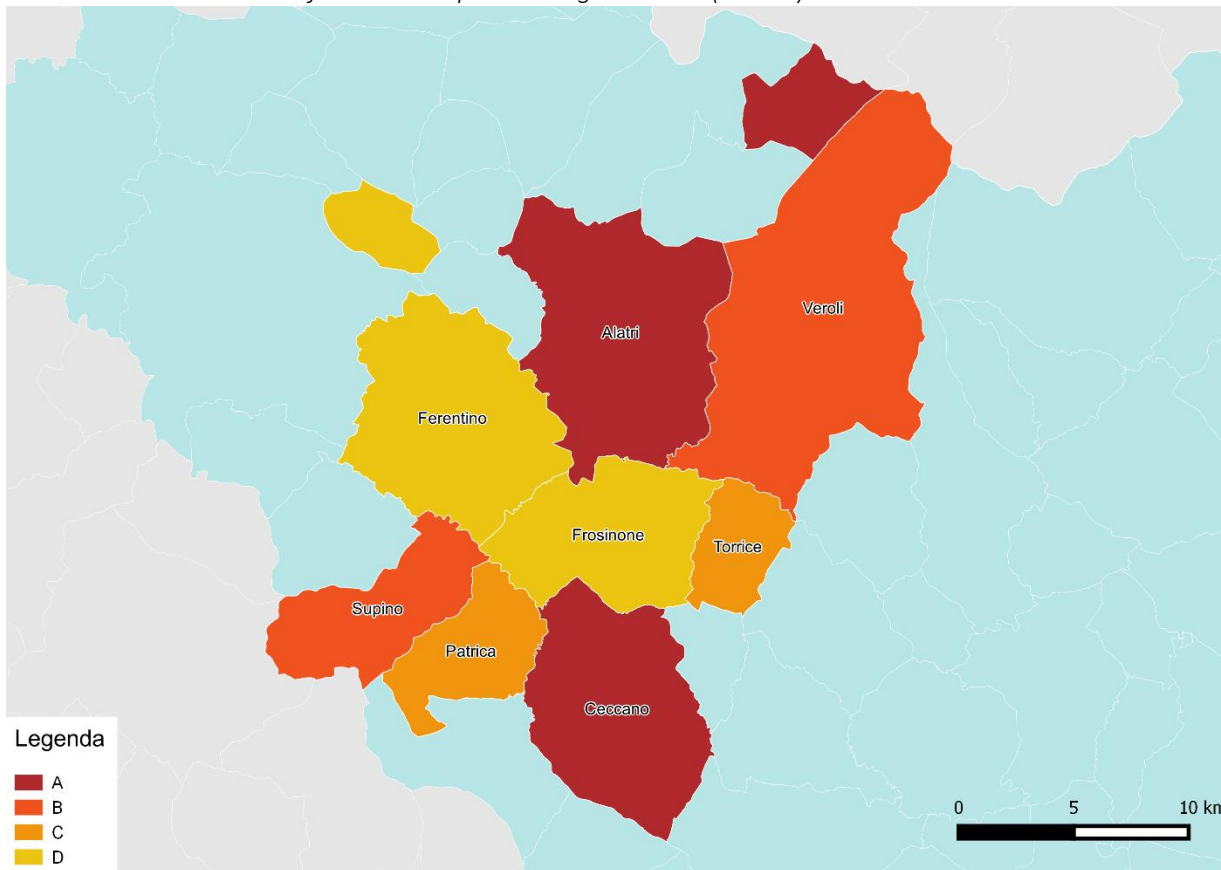 Veroli
Alatri
Ferentino
Frosinone
Torrice
Supino
Patrica
Ceccano
Legenda
A
B
C
D
0 5 10 km